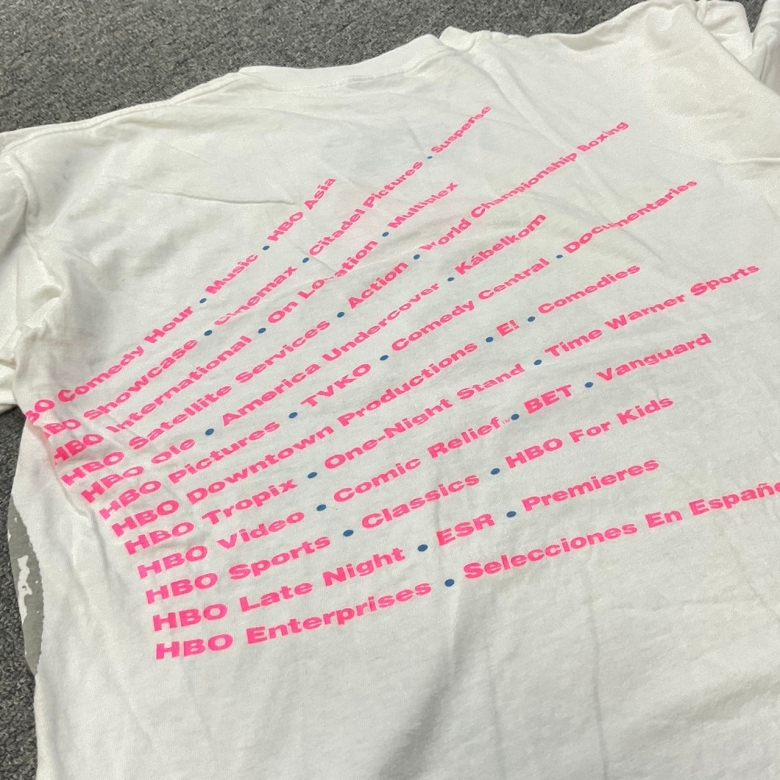 HBO Comedy Hour • Music • HBO Asia
HBO Showcase • Cinemax • Citadel Pictures • Suspense
HBO International • On Location • Multiplex
HBO Satellite Services • Action • World Championship Boxing
HBO Ole • America Undercover • Kábelkom
HBO Pictures • TVKO • Comedy Central • Documentaries
HBO Downtown Productions • E! • Comedies
HBO Tropix • One-Night Stand • Time Warner Sports
HBO Video • Comic Relief • BET • Vanguard
HBO Sports • Classics • HBO For Kids
HBO Late Night • ESR • Premieres
HBO Enterprises • Selecciones En Españo